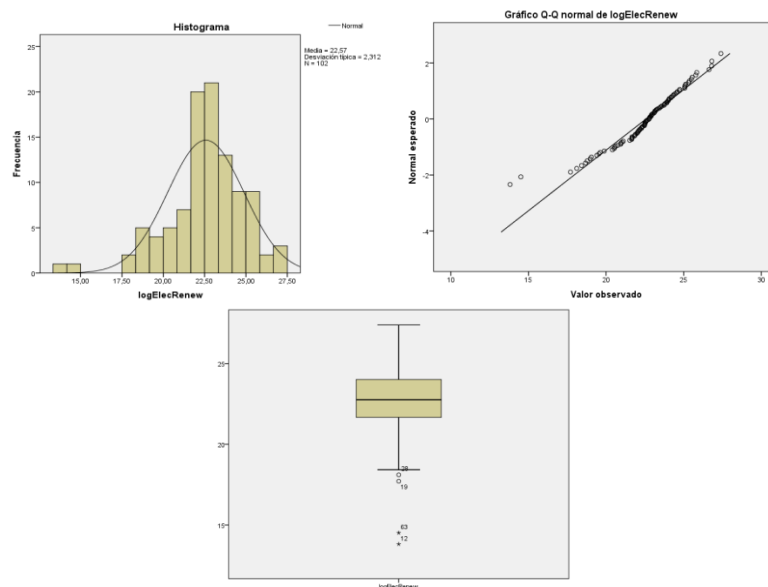 Histograma
Normal
Media = 22,57
Desviación típica = 2,312
N = 102
Frecuencia
25
20
15
10
5
0
15,00
17,50
20,00
22,50
25,00
27,50
logElecRenew
Gráfico Q-Q normal de logElecRenew
Normal esperado
2
0
-2
-4
10
15
20
25
30
Valor observado
25
20
15
28
19
63
12
logElecRenew